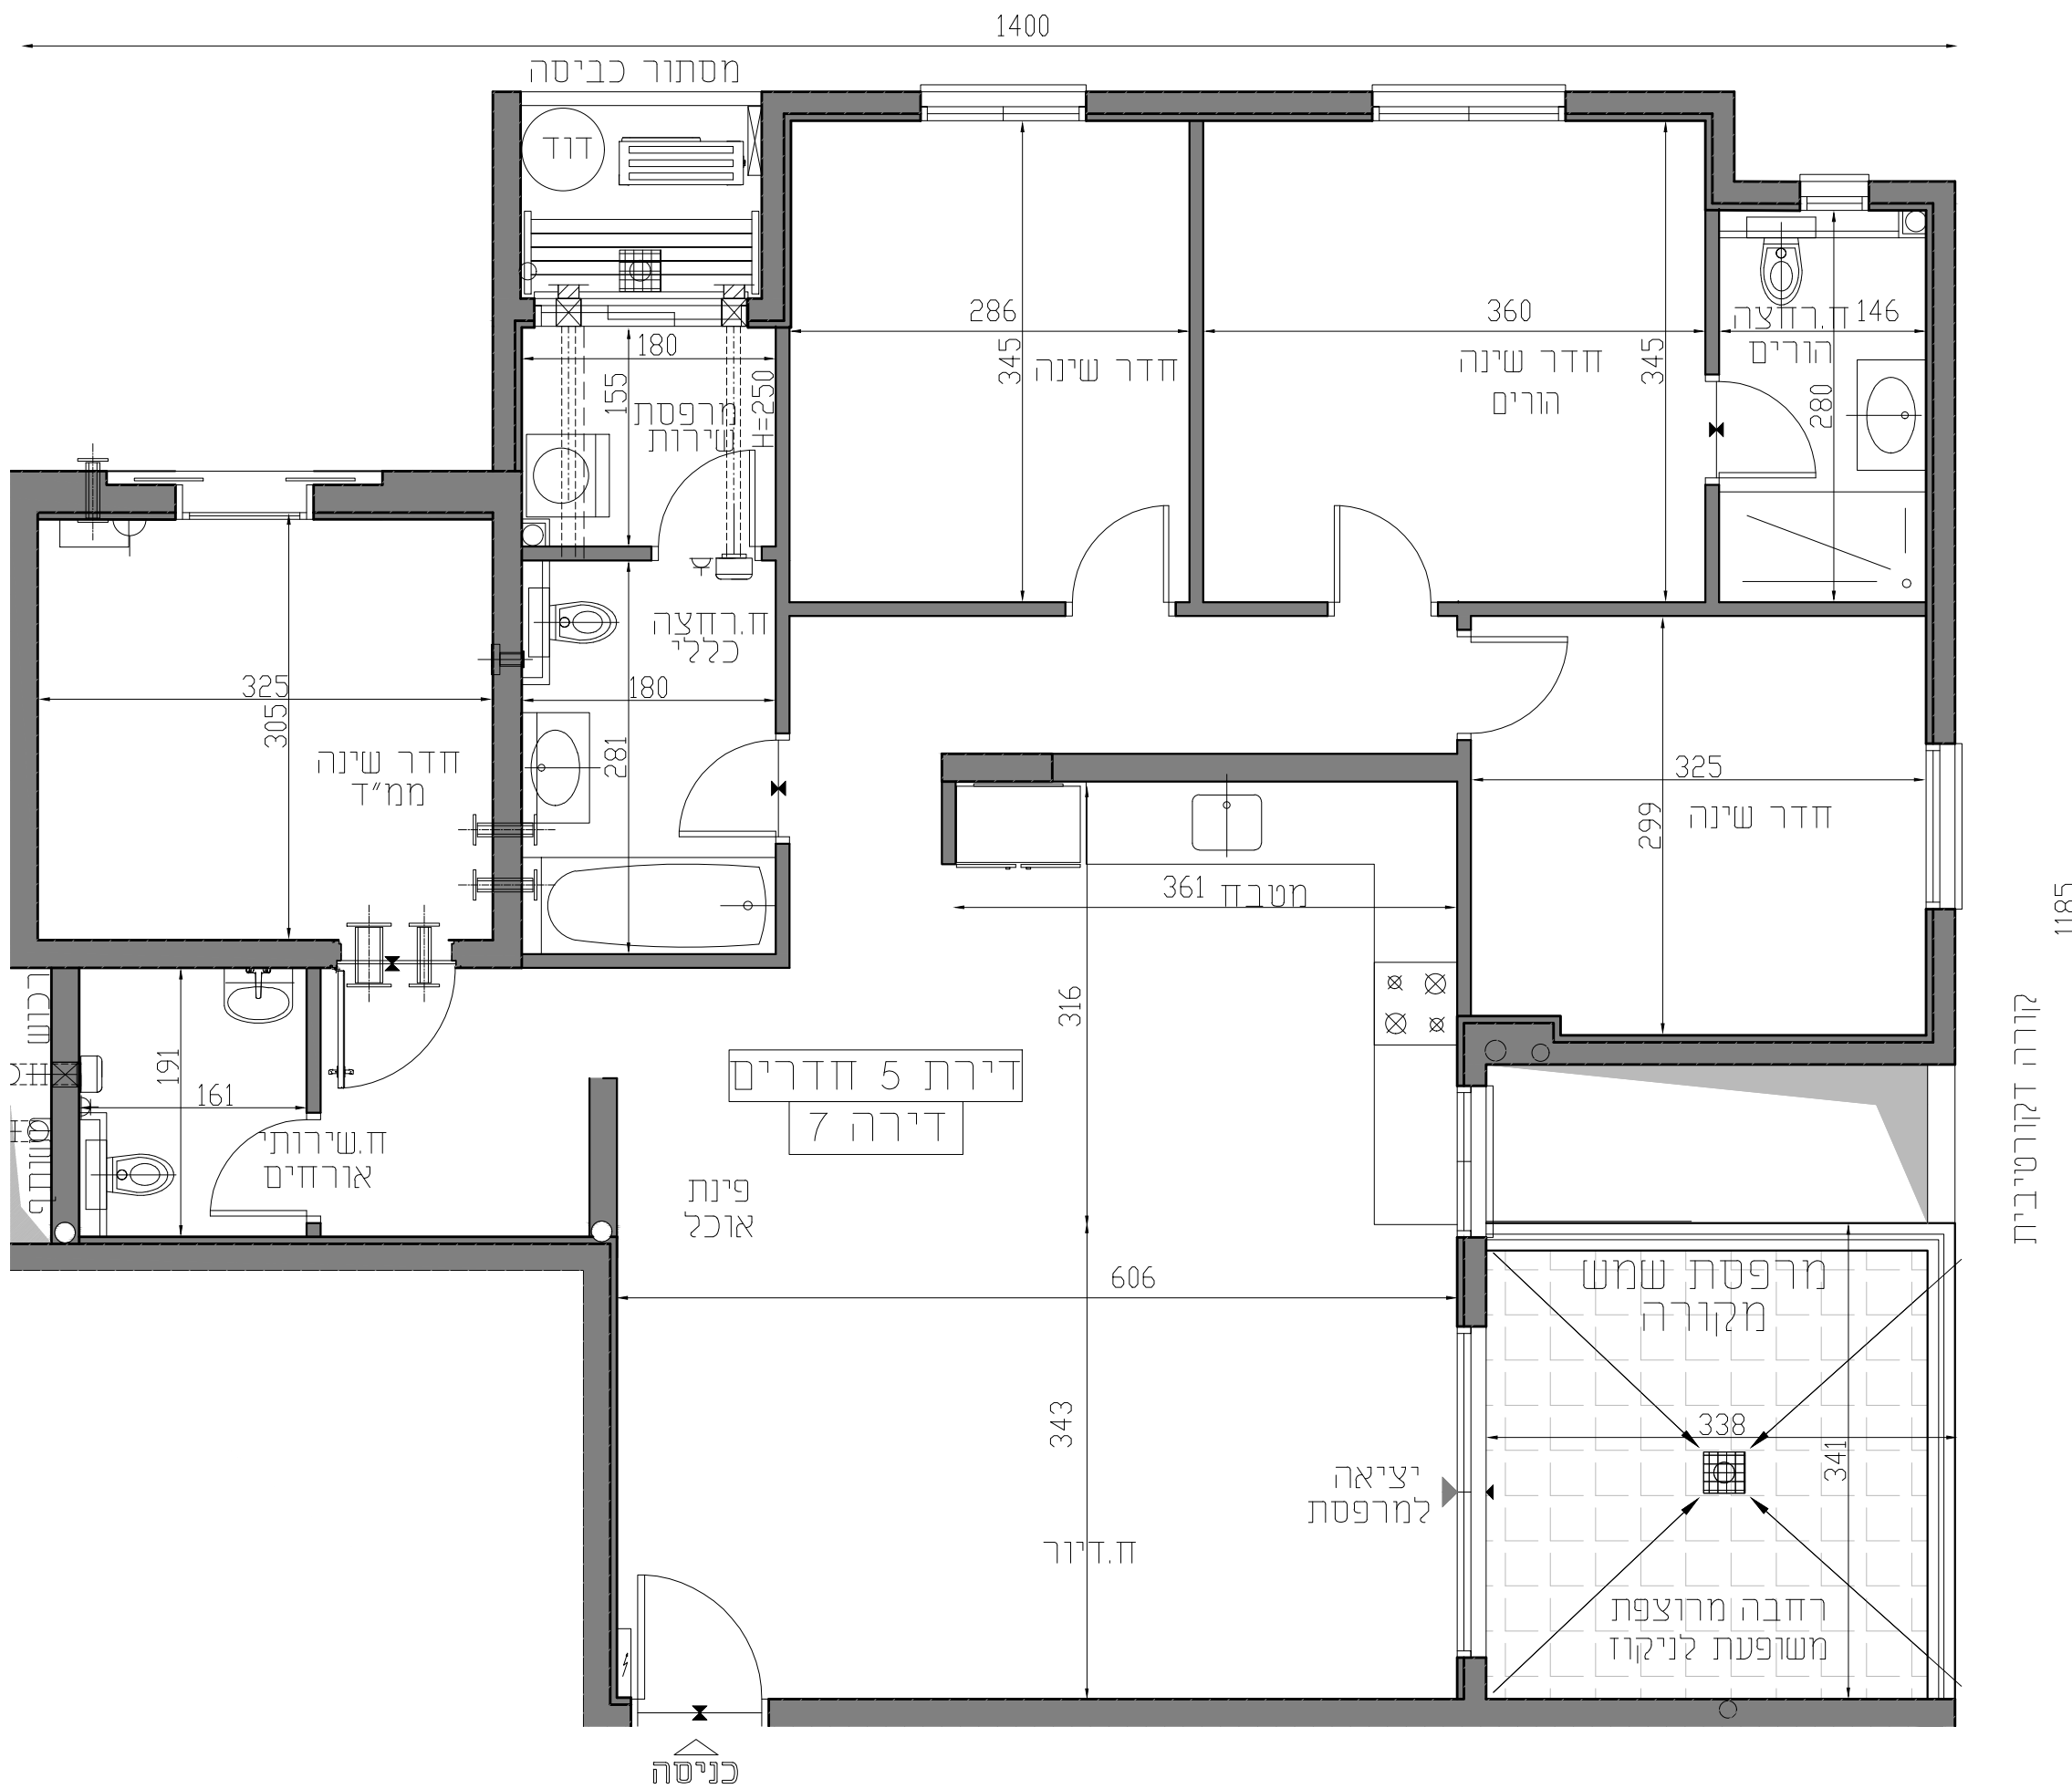 1400
מסתור כביסה
דוד
286
345
חדר שינה
360
345
חדר שינה
הורים
ח.רחצה
הורים
146
280
180
155
H=250
מרפסת
שירות
ח.רחצה
כללי
180
281
325
305
חדר שינה
ממ"ד
325
299
חדר שינה
361
מטבח
316
1185
קורה דקורטיבית
רכוש
משותף
191
161
ח.שירותי
אורחים
דירת 5 חדרים
דירה 7
פינת
אוכל
606
343
ח.דיור
יציאה
למרפסת
מרפסת שמש
מקורה
338
341
רחבה מרוצפת
משופעת לניקוז
כניסה